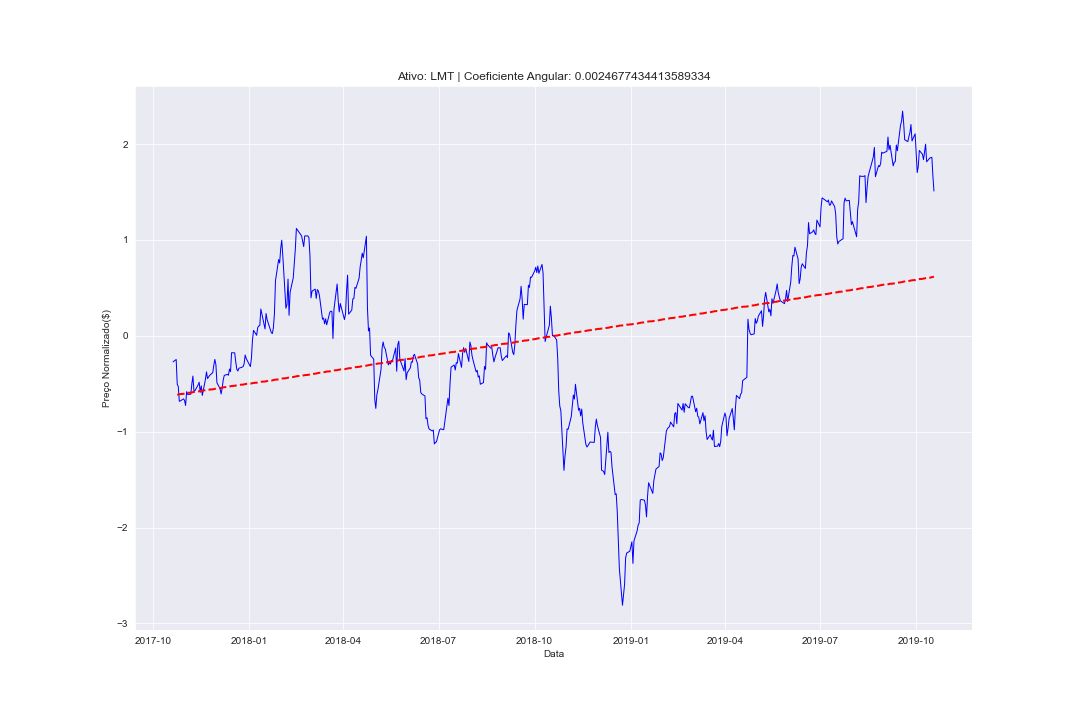 Ativo: LMT | Coeficiente Angular: 0.0024677434413589334
Preço Normalizado($)
2
1
0
−1
−2
−3
2017-10 2018-01 2018-04 2018-07 2018-10 2019-01 2019-04 2019-07 2019-10
Data